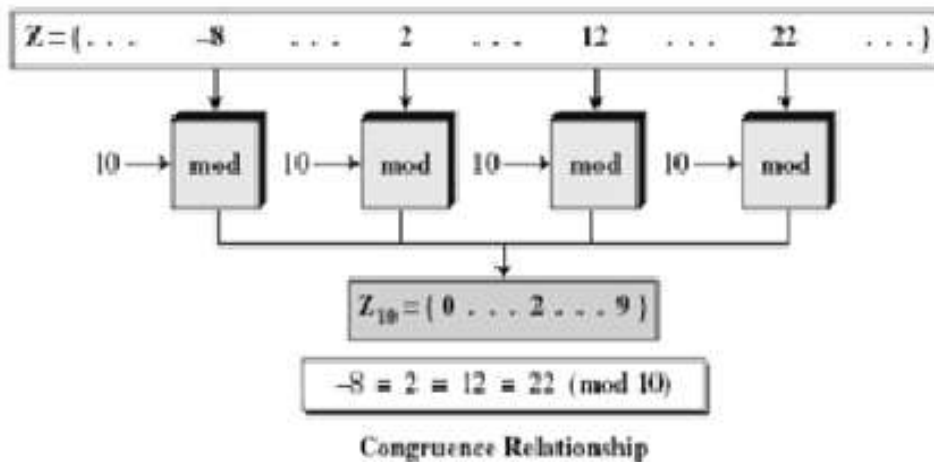 Z = { . . . –8 . . . 2 . . . 12 . . . 22 . . . }
10 mod 10 mod 10 mod 10 mod
Z₁₀ = { 0 . . . 2 . . . 9 }
–8 ≡ 2 ≡ 12 ≡ 22 (mod 10)
Congruence Relationship